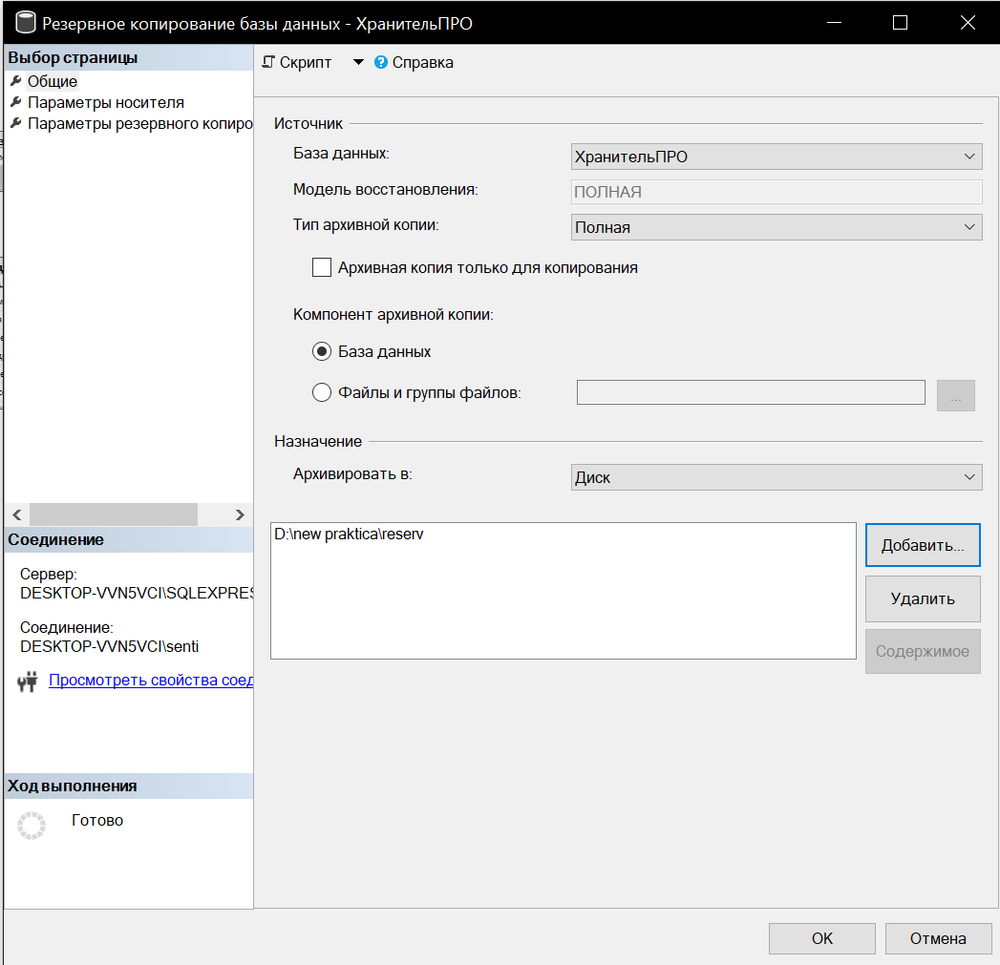 Резервное копирование базы данных - ХранительПРО
Выбор страницы
Общие
Параметры носителя
Параметры резервного копиро
Скрипт
Справка
Источник
База данных:
ХранительПРО
Модель восстановления:
ПОЛНАЯ
Тип архивной копии:
Полная
Архивная копия только для копирования
Компонент архивной копии:
База данных
Файлы и группы файлов:
...
Назначение
Архивировать в:
Диск
D:\new praktica\reserv
Добавить...
Удалить
Содержимое
Соединение
Сервер:
DESKTOP-VVN5VCI\SQLEXPRES
Соединение:
DESKTOP-VVN5VCI\senti
Просмотреть свойства соед
Ход выполнения
Готово
OK
Отмена